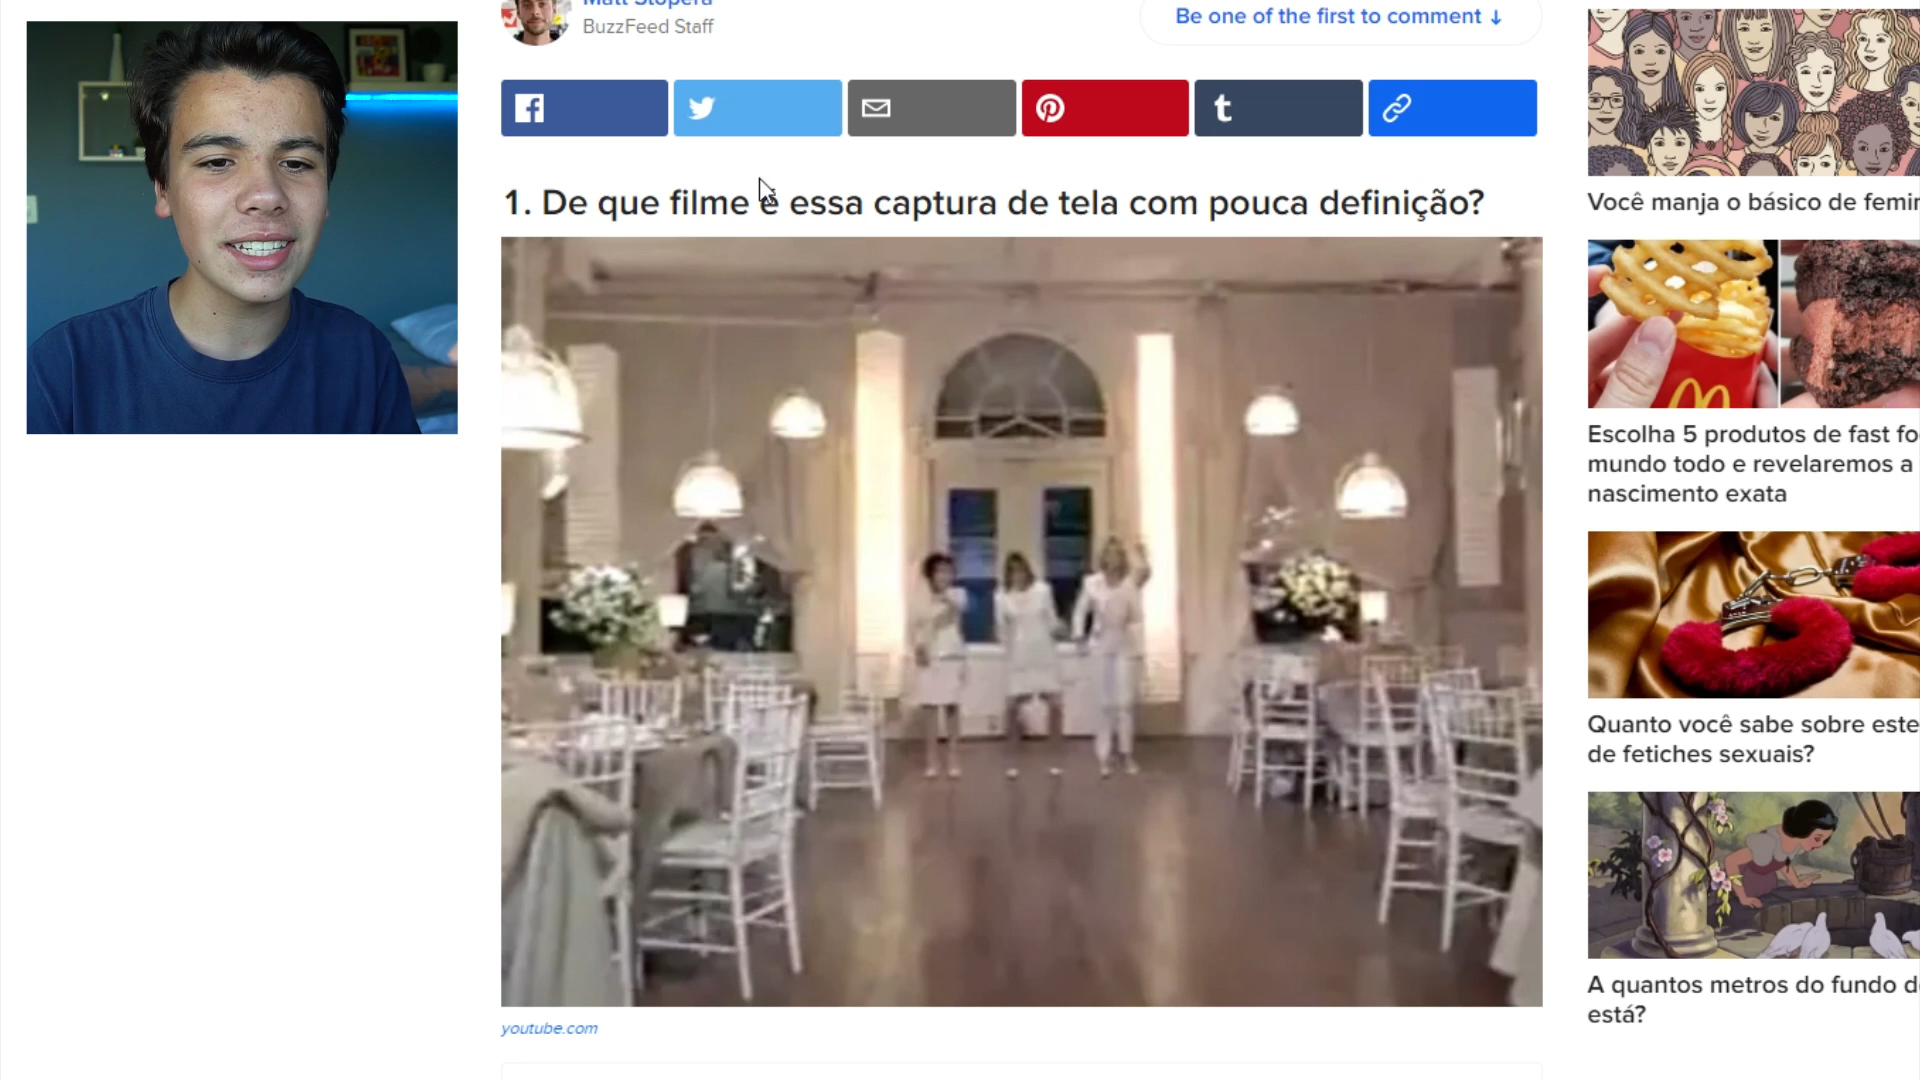 BuzzFeed Staff
Be one of the first to comment ↓
1. De que filme é essa captura de tela com pouca definição?
youtube.com
Você manja o básico de
Escolha 5 produtos de fast
mundo todo e revelaremos a
nascimento exata
Quanto você sabe sobre este
de fetiches sexuais?
A quantos metros do fundo
está?